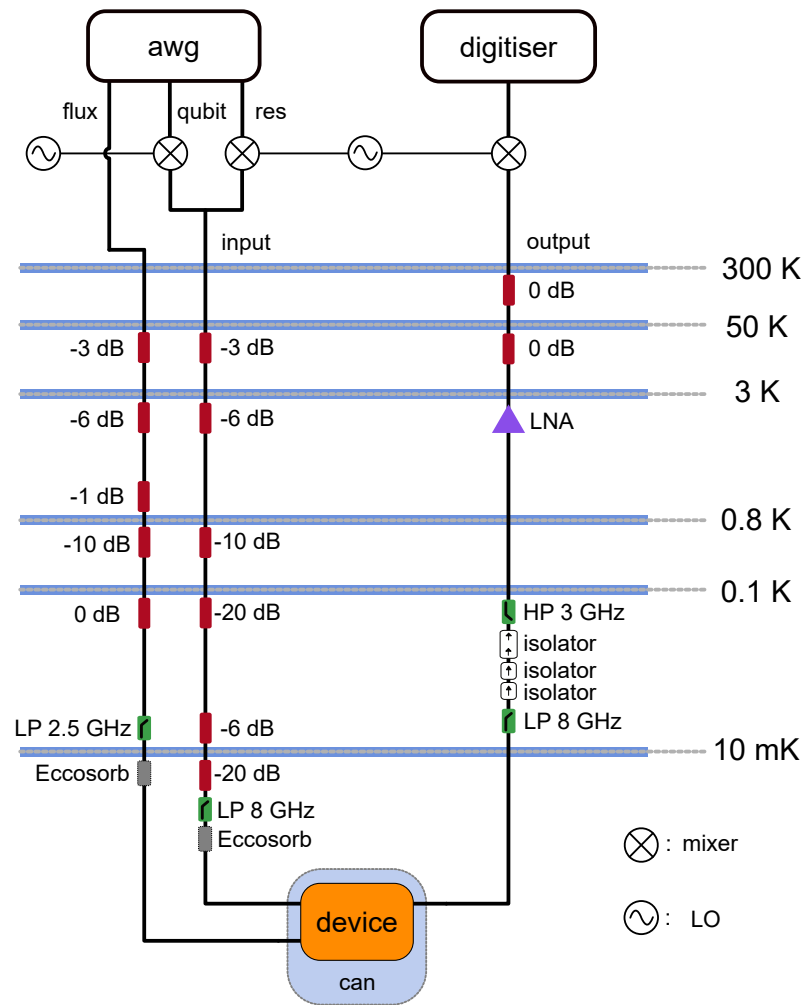 awg
digitiser
flux
qubit
res
input
output
300 K
0 dB
50 K
-3 dB
-3 dB
0 dB
3 K
-6 dB
-6 dB
LNA
-1 dB
0.8 K
-10 dB
-10 dB
0.1 K
0 dB
-20 dB
HP 3 GHz
isolator
isolator
isolator
LP 2.5 GHz
-6 dB
LP 8 GHz
10 mK
Eccosorb
-20 dB
LP 8 GHz
Eccosorb
: mixer
: LO
device
can